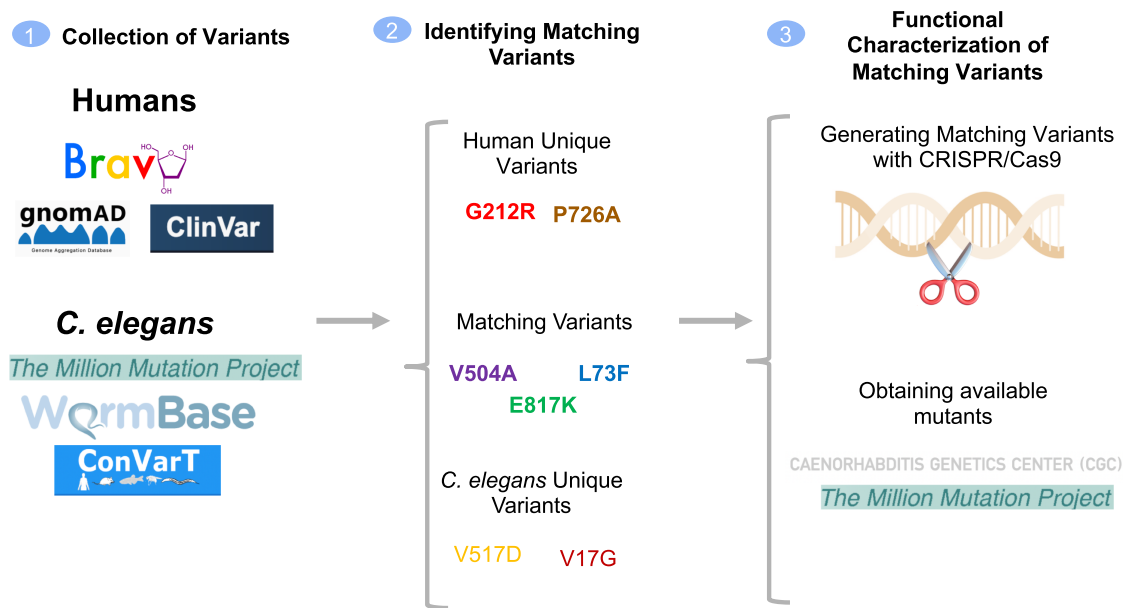 1 Collection of Variants
Humans
Brav
HO
O
OH
OH
gnomAD
Genome Aggregation Database
ClinVar
C. elegans
The Million Mutation Project
WormBase
ConVarT
2 Identifying Matching
Variants
Human Unique
Variants
G212R P726A
Matching Variants
V504A L73F
E817K
C. elegans Unique
Variants
V517D V17G
3 Functional
Characterization of
Matching Variants
Generating Matching Variants
with CRISPR/Cas9
Obtaining available
mutants
CAENORHABDITIS GENETICS CENTER (CGC)
The Million Mutation Project